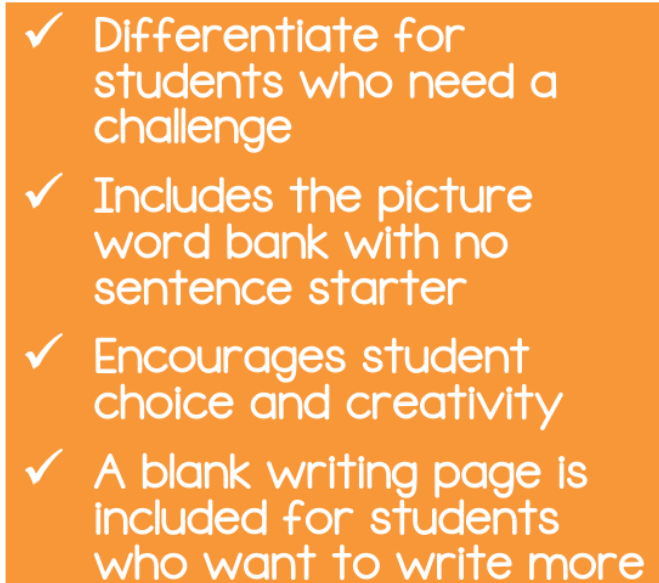 ✓ Differentiate for
students who need a
challenge
✓ Includes the picture
word bank with no
sentence starter
✓ Encourages student
choice and creativity
✓ A blank writing page is
included for students
who want to write more